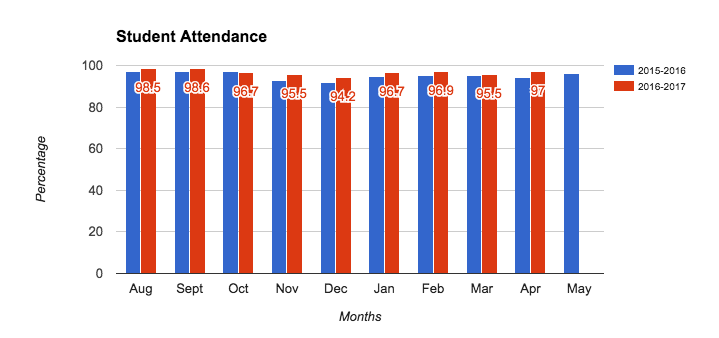 Student Attendance
100
80
60
40
20
0
Percentage
98.5 98.6 96.7 95.5 94.2 96.7 96.9 95.5 97
Aug Sept Oct Nov Dec Jan Feb Mar Apr May
Months
2015-2016
2016-2017